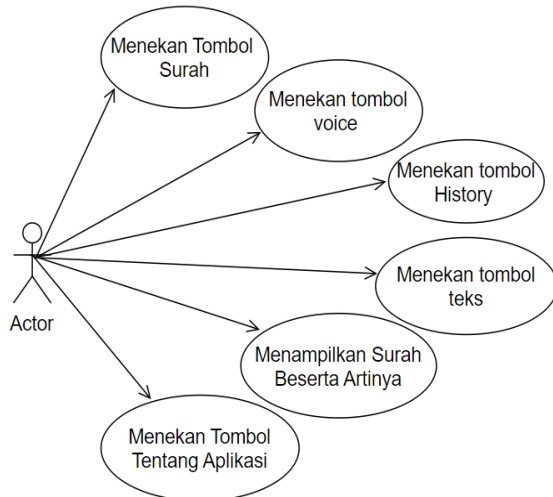 Menekan Tombol
Surah
Menekan tombol
voice
Menekan tombol
History
Menekan tombol
teks
Actor
Menampilkan Surah
Beserta Artinya
Menekan Tombol
Tentang Aplikasi